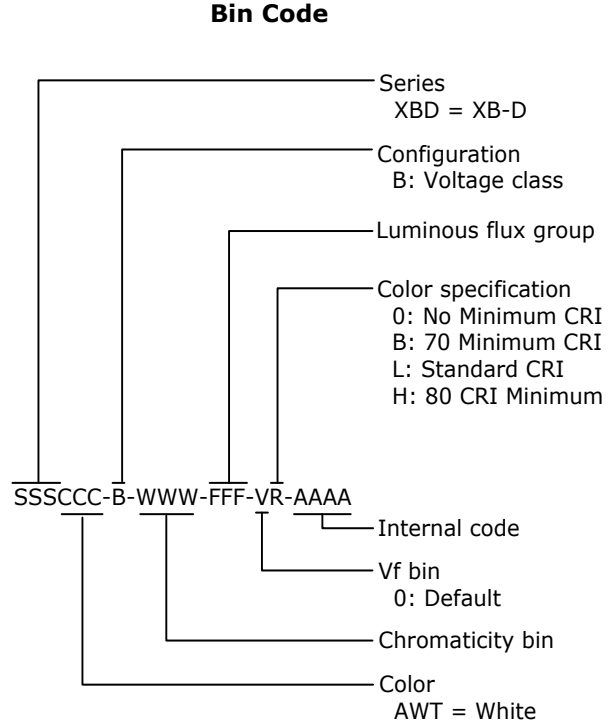 Bin Code
Series
XBD = XB-D
Configuration
B: Voltage class
Luminous flux group
Color specification
0: No Minimum CRI
B: 70 Minimum CRI
L: Standard CRI
H: 80 CRI Minimum
SSSCCC-B-WWW-FFF-VR-AAAA
Internal code
Vf bin
0: Default
Chromaticity bin
Color
AWT = White